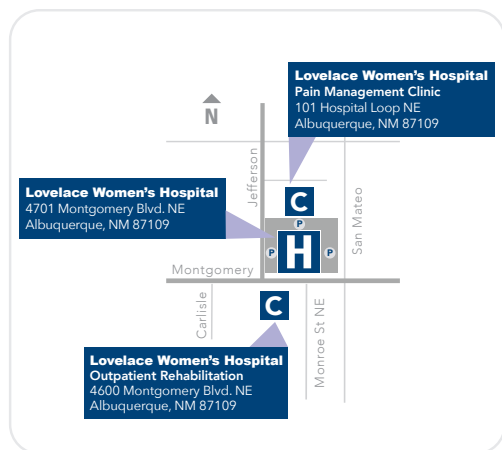 Lovelace Women's Hospital
Pain Management Clinic
101 Hospital Loop NE
Albuquerque, NM 87109
N
Jefferson
San Mateo
C
Lovelace Women's Hospital
4701 Montgomery Blvd. NE
Albuquerque, NM 87109
P
P
H
P
Montgomery
Carlisle
C
Monroe St NE
Lovelace Women's Hospital
Outpatient Rehabilitation
4600 Montgomery Blvd. NE
Albuquerque, NM 87109